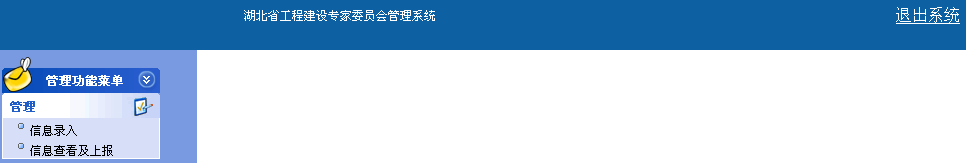 湖北省工程建设专家委员会管理系统
退出系统
管理功能菜单
管理
信息录入
信息查看及上报